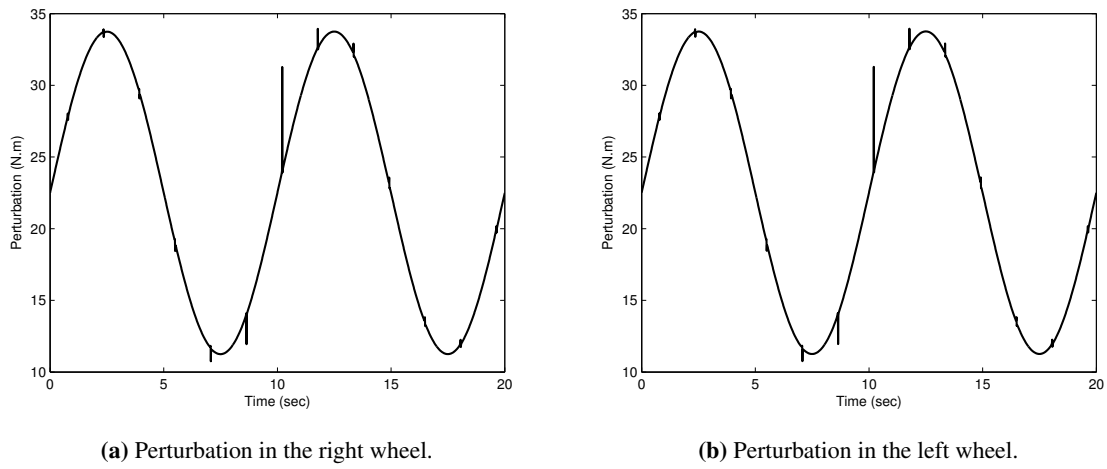 35
30
25
20
15
10
Perturbation (N.m)
0 5 10 15 20
Time (sec)
(a) Perturbation in the right wheel.
35
30
25
20
15
10
Perturbation (N.m)
0 5 10 15 20
Time (sec)
(b) Perturbation in the left wheel.